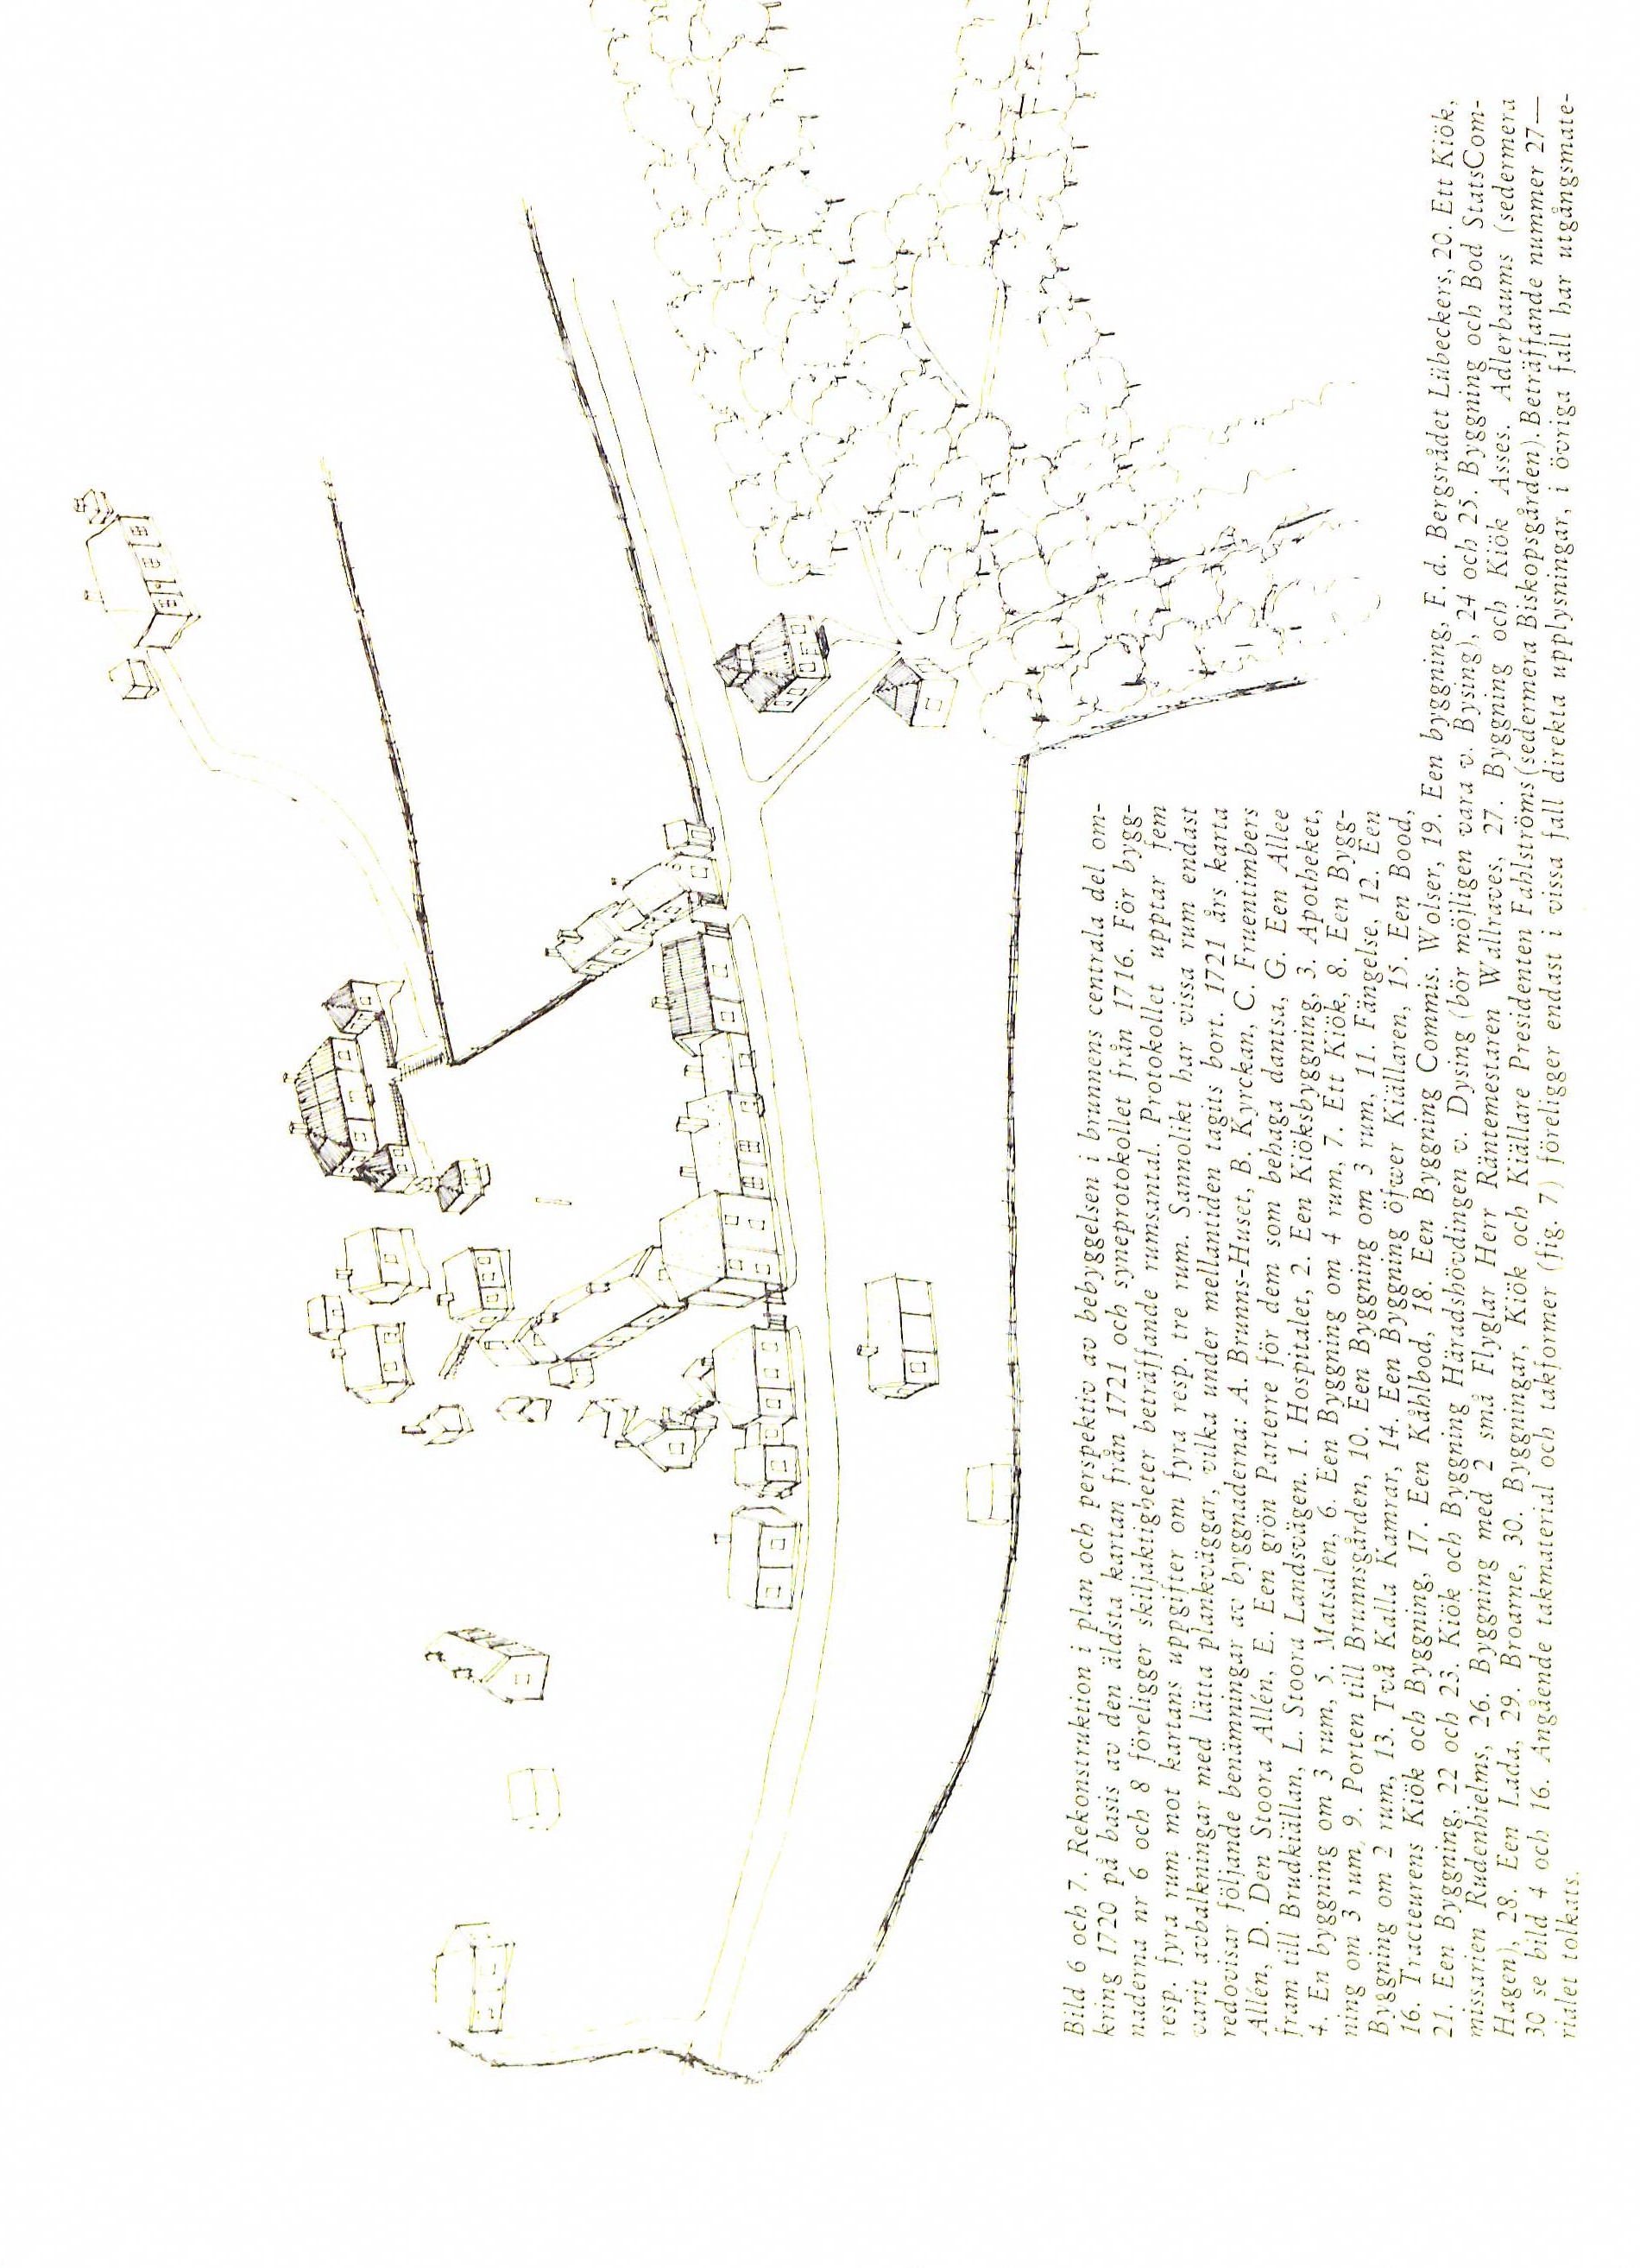 Bild 6 och 7. Rekonstruktion i plan och perspektiv av bebyggelsen i brunnens centrala del om-
kring 1720 på basis av den äldsta kartan från 1721 och syneprotokollet från 1716. För bygg-
naderna nr 6 och 8 föreligger skiljaktigheter beträffande rumsantal. Protokollet upptar fem
resp. fyra rum mot kartans uppgifter om fyra resp. tre rum. Sannolikt har vissa rum endast
varit avbalkningar med lätta plankväggar, vilka under mellantiden tagits bort. 1721 års karta
redovisar följande benämningar av byggnaderna: A. Brunns-Huset, B. Kyrckan, C. Fruentimbers
Allén, D. Den Stoora Allén, E. Een grön Parterre för dem som behaga dantsa, G. Een Allee
fram till Brudkiällan, L. Stoora Landsvägen. 1. Hospitalet, 2. Een Kiöksbyggning, 3. Apotheket,
4. En byggning om 3 rum, 5. Matsalen, 6. Een Byggning om 4 rum, 7. Ett Kiök, 8. Een Bygg-
ning om 3 rum, 9. Porten till Brunnsgården, 10. Een Byggning om 3 rum, 11. Fängelse, 12. Een
Byggning om 2 rum, 13. Två Kalla Kamrar, 14. Een Byggning öfwer Kiällaren, 15. Een Bood,
16. Tracteurens Kiök och Byggning, 17. Een Kåhlbod, 18. Een Byggning Commis. Wolser, 19. Een byggning, F. d. Bergsrådet Lübeckers, 20. Ett Kiök,
21. Een Byggning, 22 och 23. Kiök och Byggning Häradshövdingen v. Dysing (bör möjligen vara v. Bysing), 24 och 25. Byggning och Bod StatsCom-
missarien Rudenhielms, 26. Byggning med 2 små Flyglar Herr Räntemestaren Wallraves, 27. Byggning och Kiök Asses. Adlerbaums (sedermera
Hagen), 28. Een Lada, 29. Broarne, 30. Byggningar, Kiök och Kiällare Presidenten Fahlströms (sedermera Biskopsgården). Beträffande nummer 27—
30 se bild 4 och 16. Angående takmaterial och takformer (fig. 7) föreligger endast i vissa fall direkta upplysningar, i övriga fall har utgångsmate-
rialet tolkats.